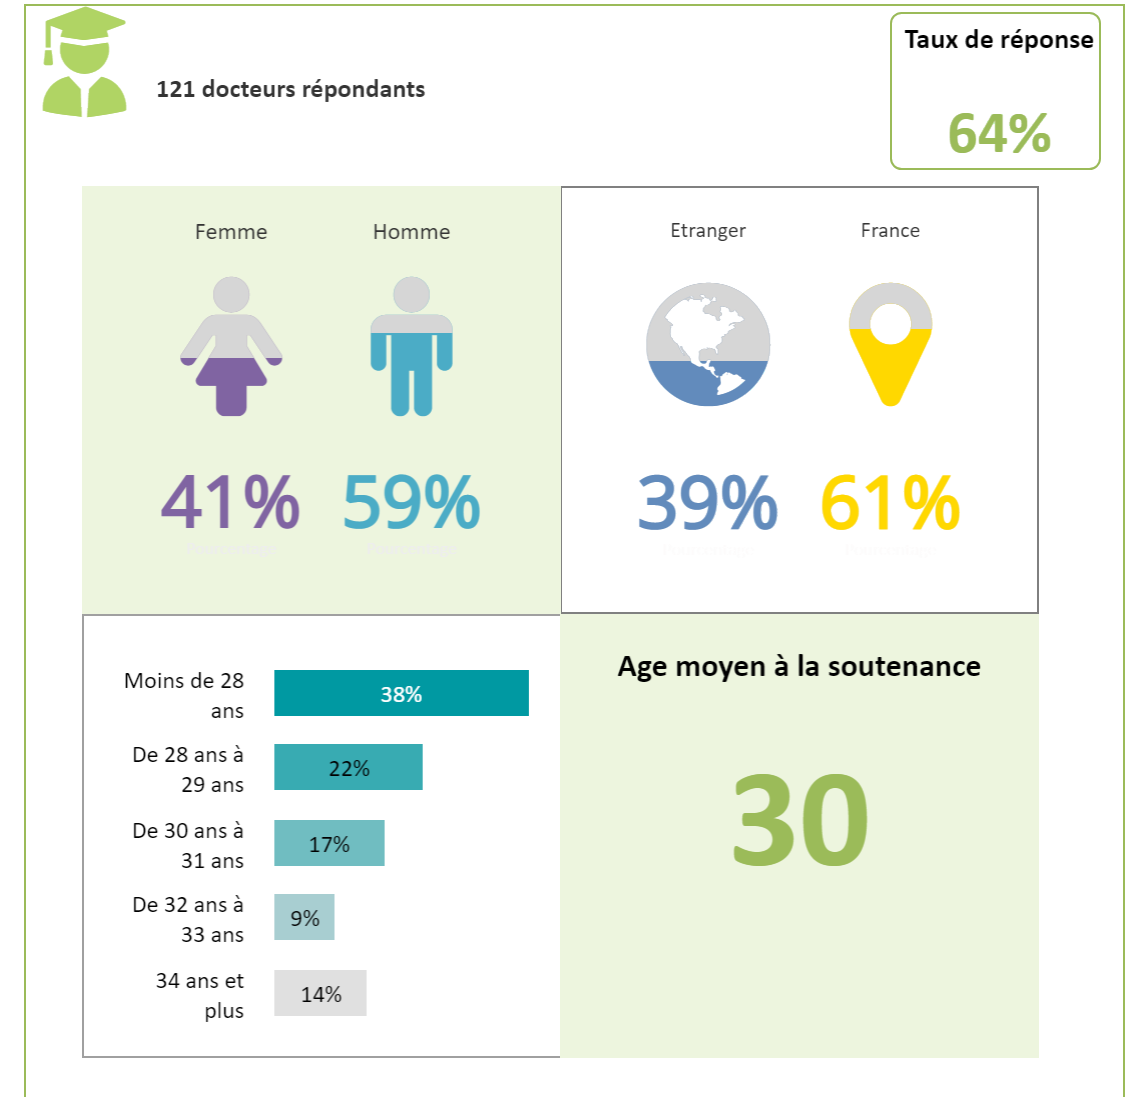 Taux de réponse
121 docteurs répondants
64%
Femme Homme
41% 59%
Etranger France
39% 61%
Moins de 28
ans
38%
De 28 ans à
29 ans
22%
De 30 ans à
31 ans
17%
De 32 ans à
33 ans
9%
34 ans et
plus
14%
Age moyen à la soutenance
30